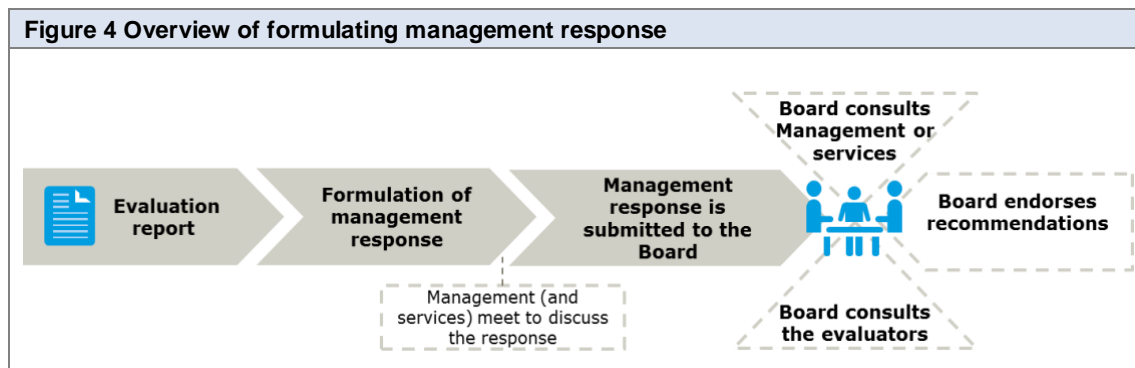 Figure 4 Overview of formulating management response
Evaluation
report
Formulation of
management
response
Management (and
services) meet to discuss
the response
Management
response is
submitted to the
Board
Board consults
Management or
services
Board endorses
recommendations
Board consults
the evaluators